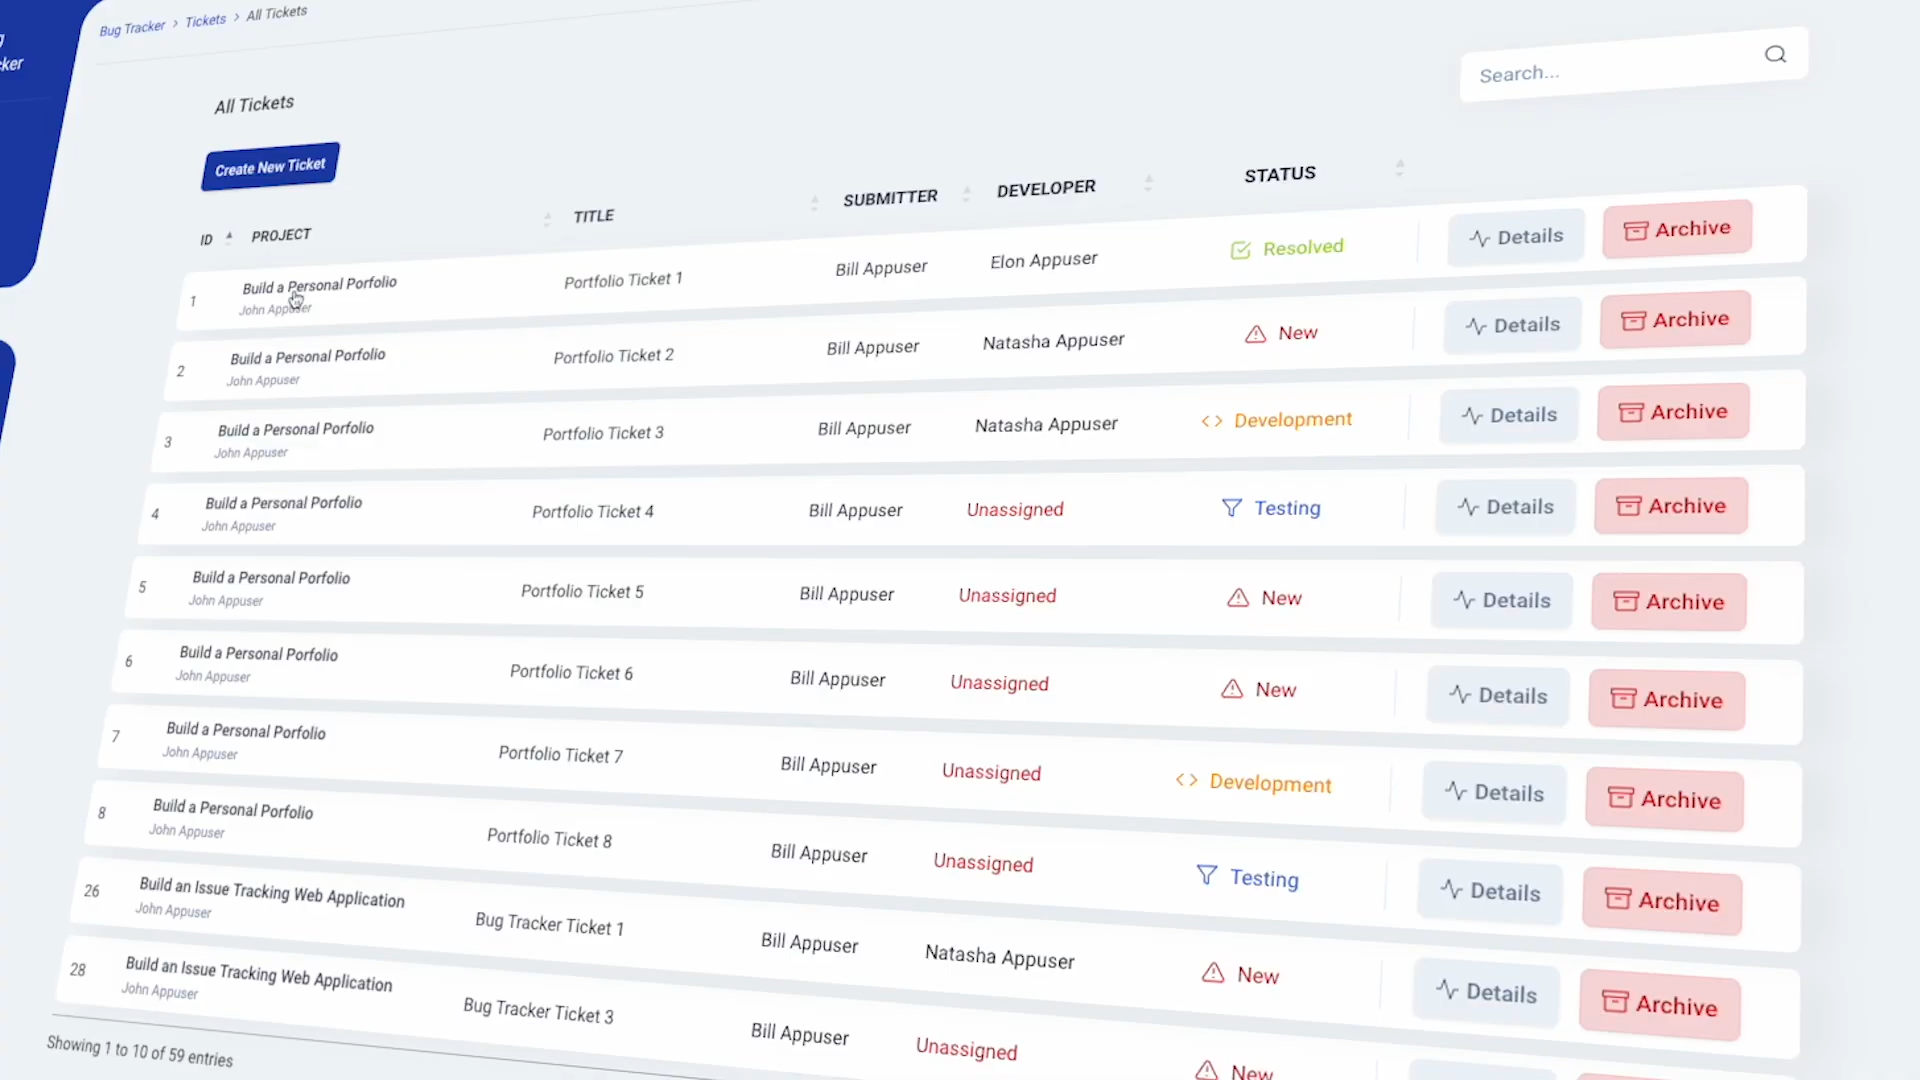 Bug Tracker > Tickets > All Tickets
Search...
All Tickets
Create New Ticket
ID PROJECT TITLE SUBMITTER DEVELOPER STATUS
1 Build a Personal Porfolio Portfolio Ticket 1 Bill Appuser Elon Appuser Resolved Details Archive
John Appuser
2 Build a Personal Porfolio Portfolio Ticket 2 Bill Appuser Natasha Appuser New Details Archive
John Appuser
3 Build a Personal Porfolio Portfolio Ticket 3 Bill Appuser Natasha Appuser Development Details Archive
John Appuser
4 Build a Personal Porfolio Portfolio Ticket 4 Bill Appuser Unassigned Testing Details Archive
John Appuser
5 Build a Personal Porfolio Portfolio Ticket 5 Bill Appuser Unassigned New Details Archive
John Appuser
6 Build a Personal Porfolio Portfolio Ticket 6 Bill Appuser Unassigned New Details Archive
John Appuser
7 Build a Personal Porfolio Portfolio Ticket 7 Bill Appuser Unassigned Development Details Archive
John Appuser
8 Build a Personal Porfolio Portfolio Ticket 8 Bill Appuser Unassigned Testing Details Archive
John Appuser
26 Build an Issue Tracking Web Application Bug Tracker Ticket 1 Bill Appuser Natasha Appuser New Details Archive
John Appuser
28 Build an Issue Tracking Web Application Bug Tracker Ticket 3 Bill Appuser Unassigned New Details Archive
John Appuser
Showing 1 to 10 of 59 entries